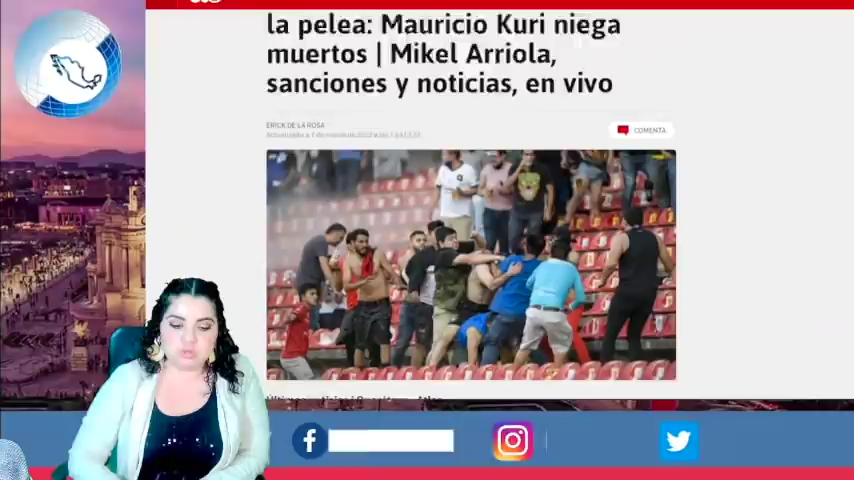 la pelea: Mauricio Kuri niega
muertos | Mikel Arriola,
sanciones y noticias, en vivo
ERICK DE LA ROSA
COMENTA